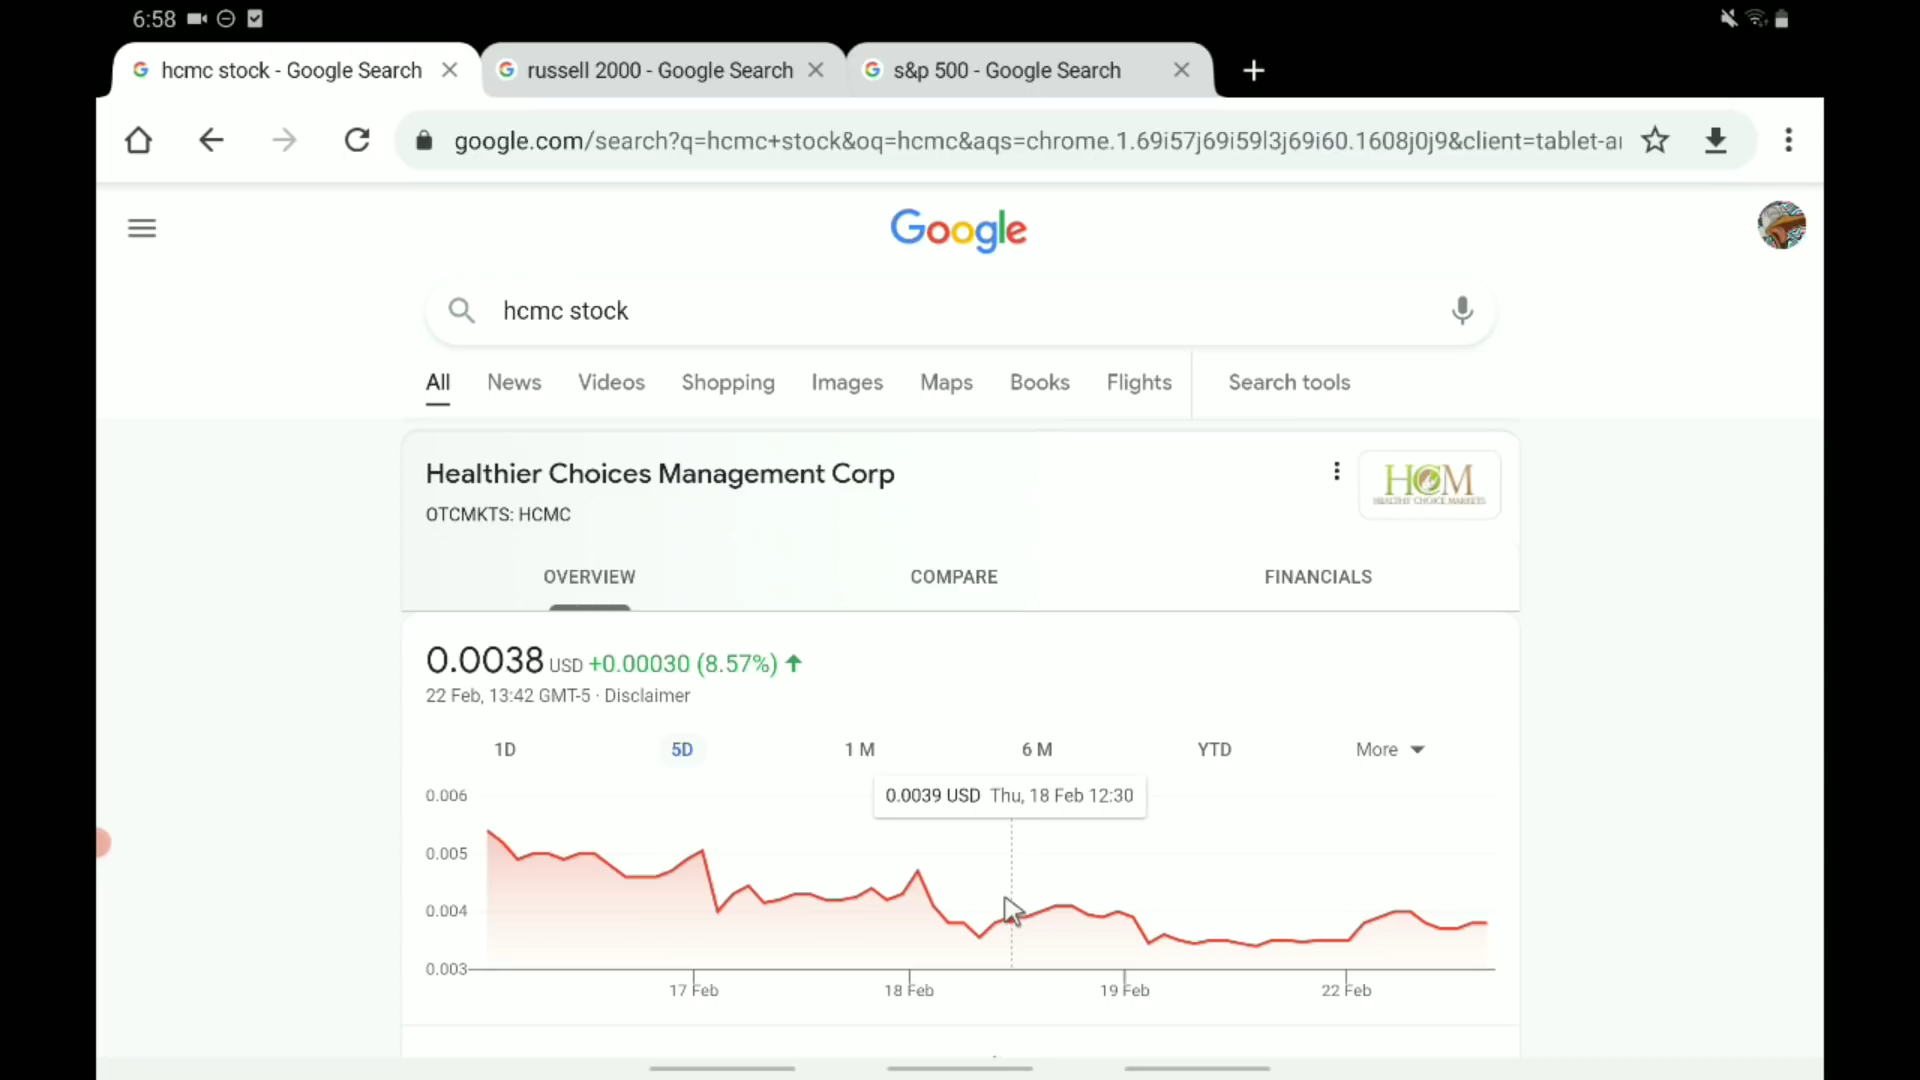 6:58
hcmc stock - Google Search
russell 2000 - Google Search
s&p 500 - Google Search
google.com/search?q=hcmc+stock&oq=hcmc&aqs=chrome.1.69i57j69i59l3j69i60.1608j0j9&client=tablet-a
Google
hcmc stock
All News Videos Shopping Images Maps Books Flights Search tools
Healthier Choices Management Corp
OTCMKTS: HCMC
HCM
HEALTHY CHOICE MARKETS
OVERVIEW COMPARE FINANCIALS
0.0038 USD +0.00030 (8.57%)
22 Feb, 13:42 GMT-5 · Disclaimer
1D 5D 1 M 6 M YTD More
0.0039 USD Thu, 18 Feb 12:30
0.006
0.005
0.004
0.003
17 Feb 18 Feb 19 Feb 22 Feb